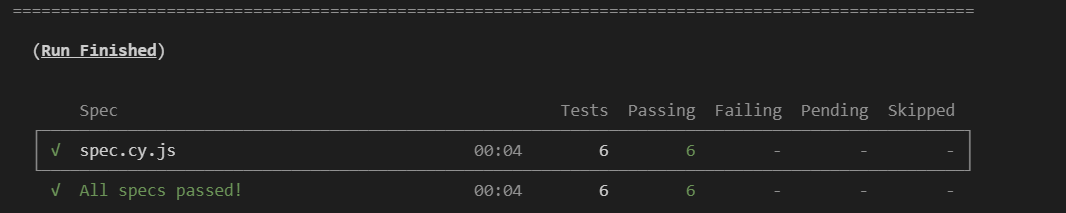 ====================================================================================================
(Run Finished)
Spec Tests Passing Failing Pending Skipped
√ spec.cy.js 00:04 6 6 - - -
√ All specs passed! 00:04 6 6 - - -